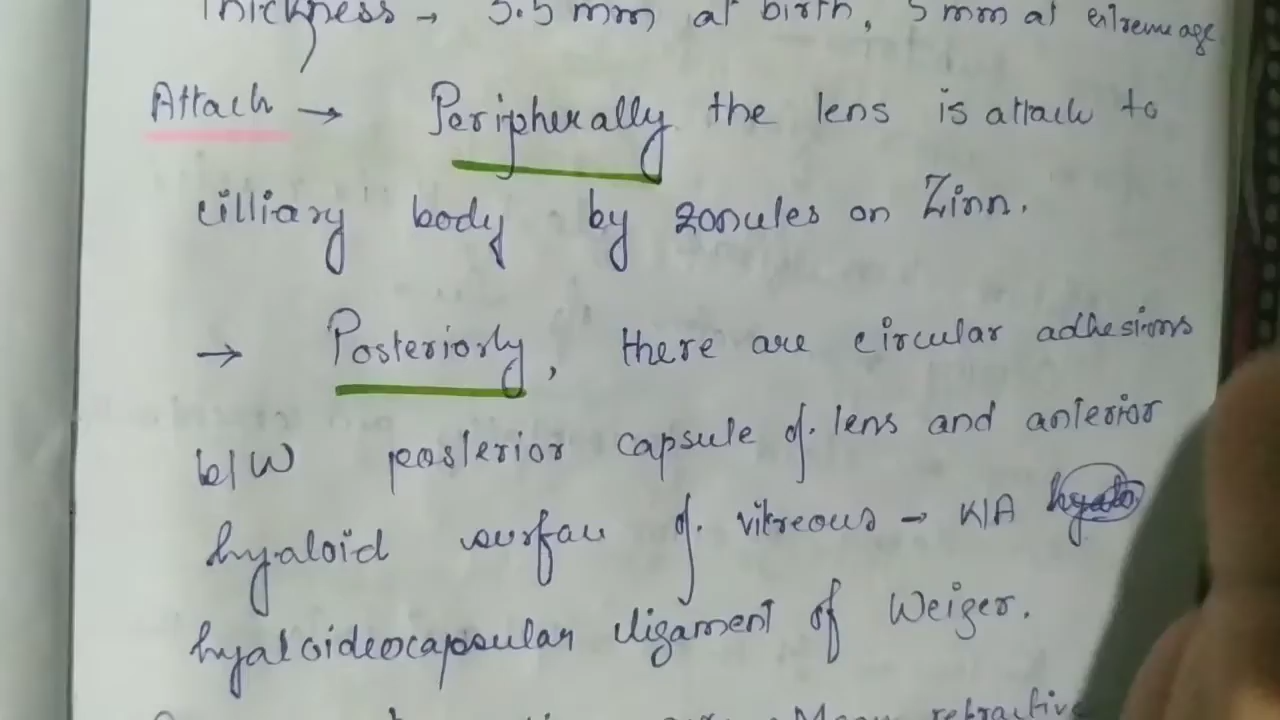 Thickness → 3.5 mm at birth, 5 mm at extreme age
Attach → Peripherally the lens is attach to
cilliary body by zonules on Zinn.
→ Posteriorly, there are circular adhesions
b/w posterior capsule of lens and anterior
hyaloid surface of vitreous → K/A
hyaloideocapsular ligament of Weiger.
Mean refractive